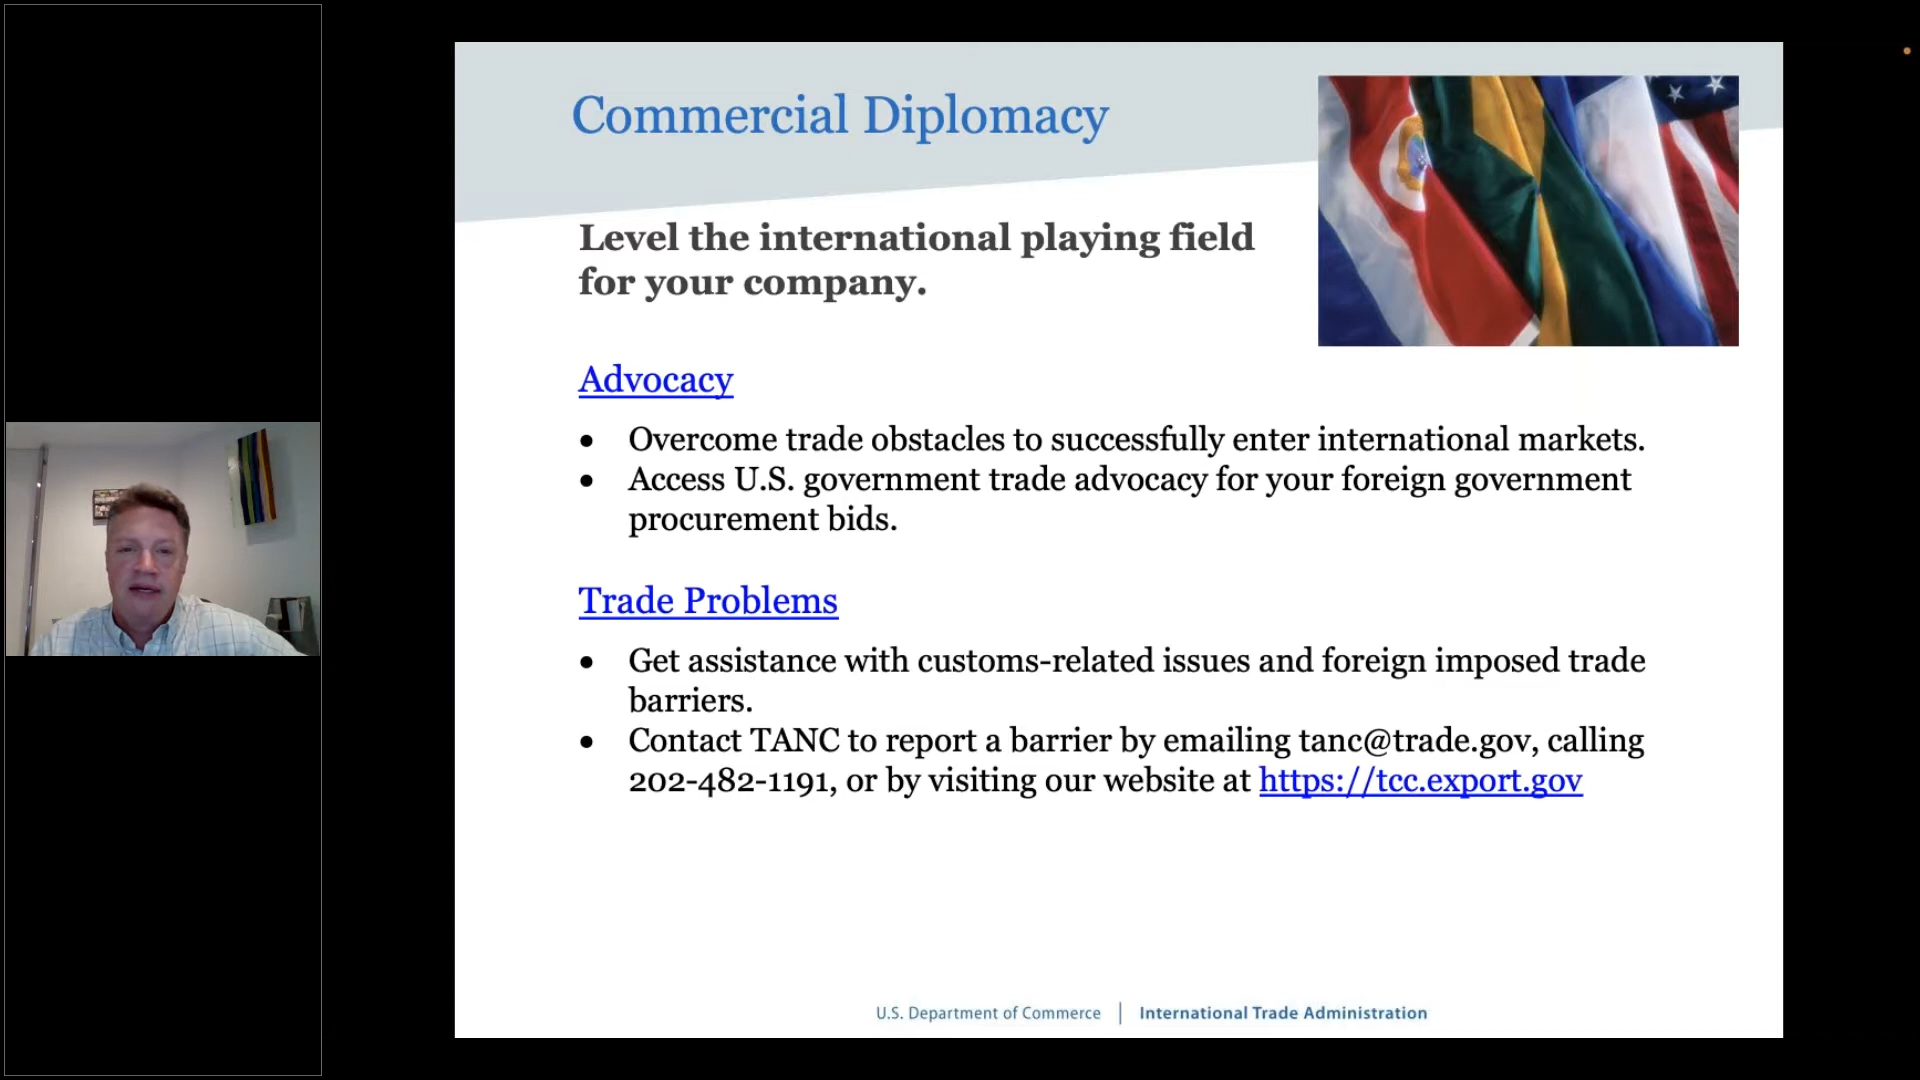 Commercial Diplomacy
Level the international playing field
for your company.
Advocacy
• Overcome trade obstacles to successfully enter international markets.
• Access U.S. government trade advocacy for your foreign government
procurement bids.
Trade Problems
• Get assistance with customs-related issues and foreign imposed trade
barriers.
• Contact TANC to report a barrier by emailing tanc@trade.gov, calling
202-482-1191, or by visiting our website at https://tcc.export.gov
U.S. Department of Commerce | International Trade Administration